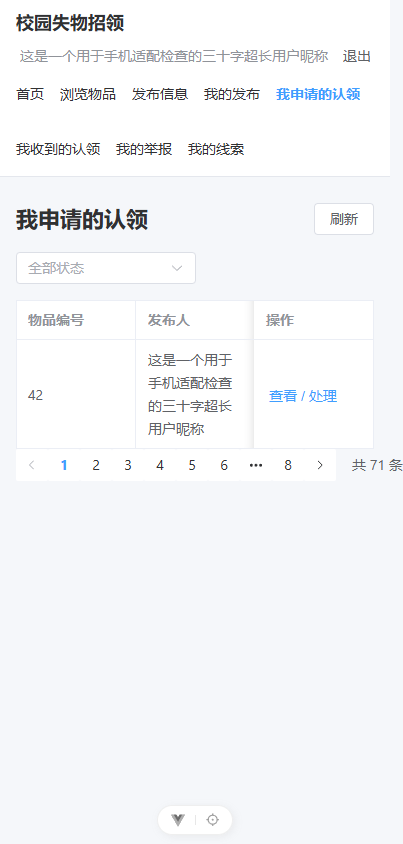 校园失物招领
这是一个用于手机适配检查的三十字超长用户昵称 退出
首页 浏览物品 发布信息 我的发布 我申请的认领
我收到的认领 我的举报 我的线索
我申请的认领 刷新
全部状态
物品编号 发布人 操作
42 这是一个用于
手机适配检查
的三十字超长
用户昵称
查看 / 处理
1 2 3 4 5 6 ••• 8 共 71 条